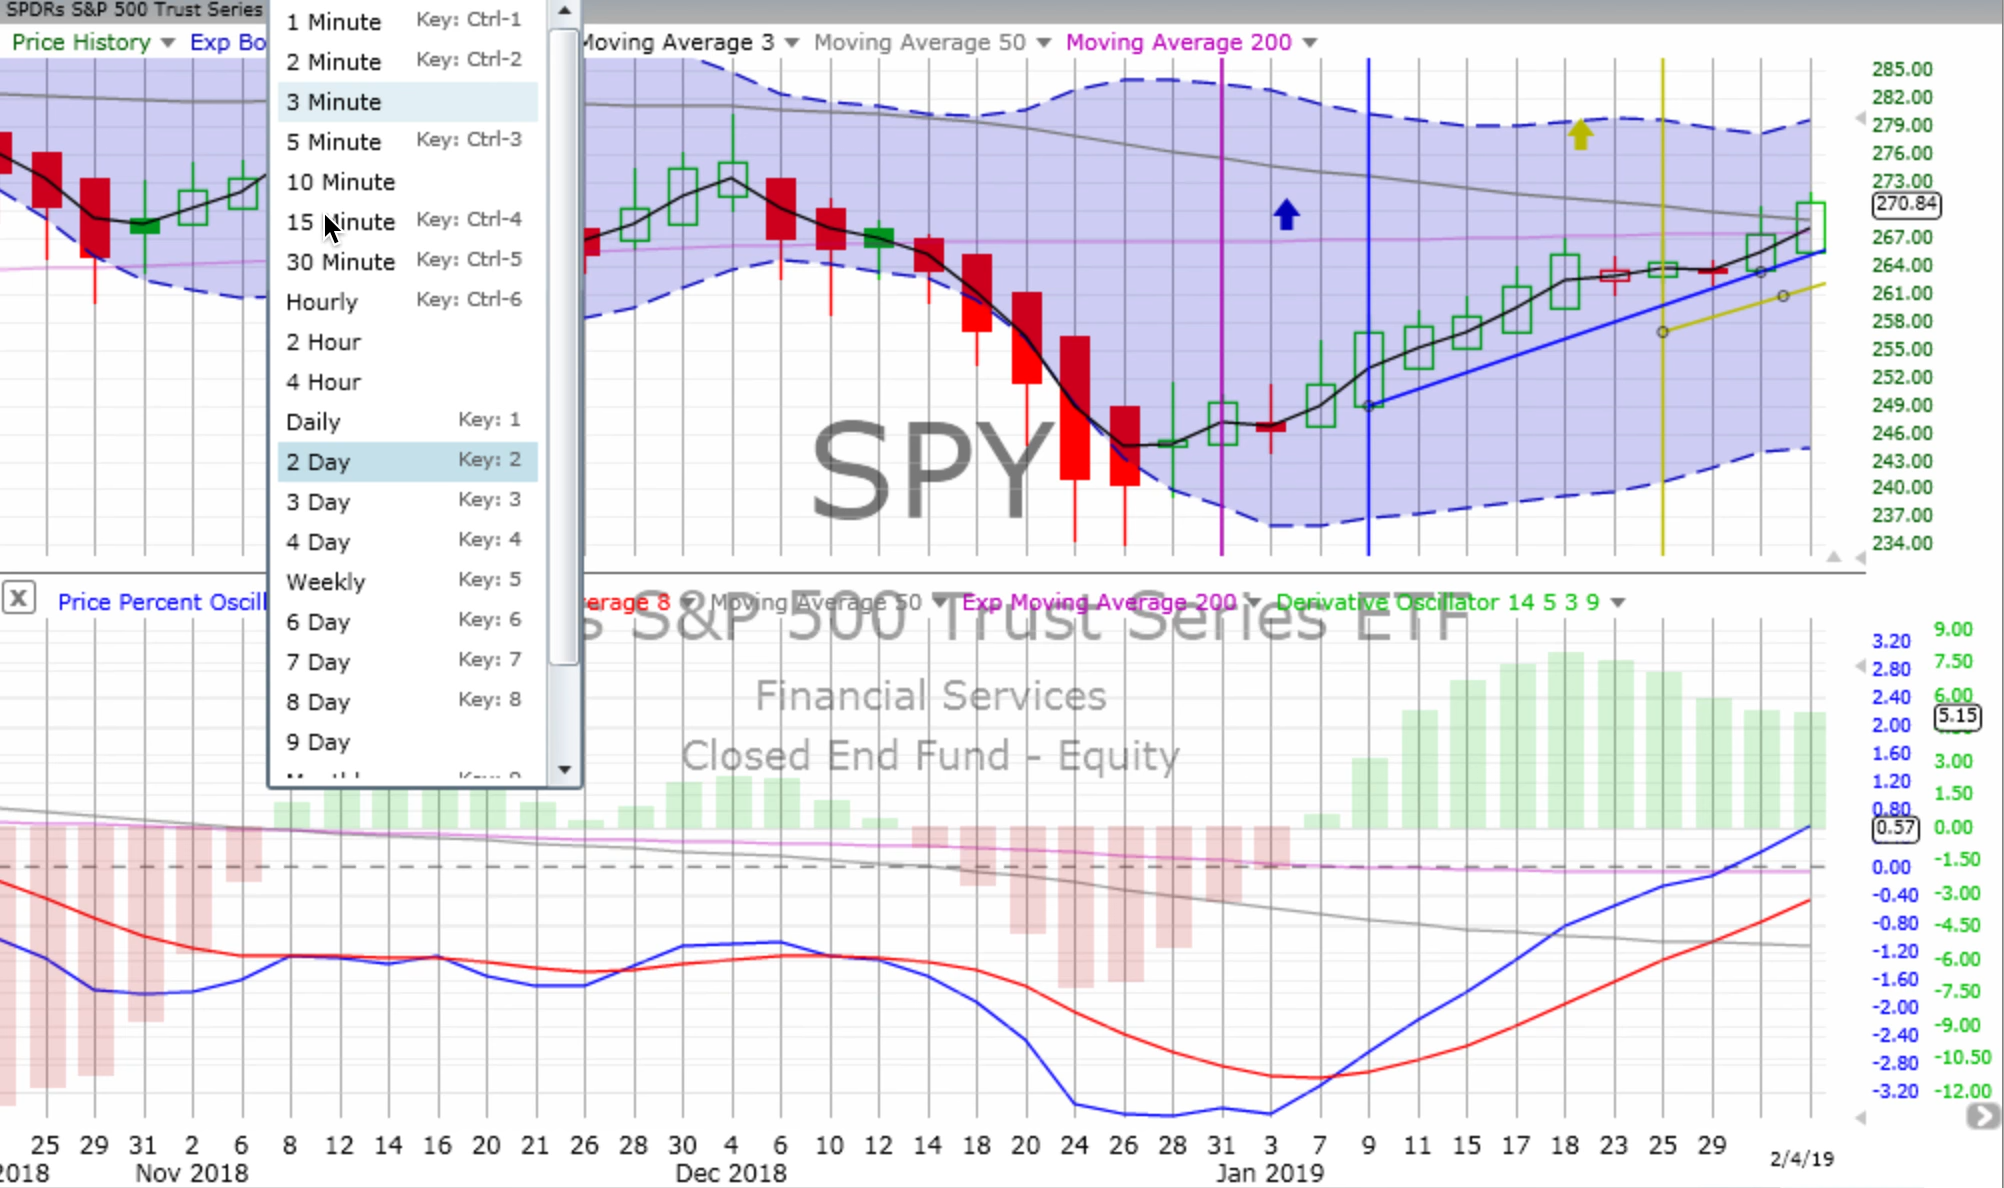 SPDRs S&P 500 Trust Series
Price History Exp Bo Moving Average 3 Moving Average 50 Moving Average 200
1 Minute Key: Ctrl-1
2 Minute Key: Ctrl-2
3 Minute
5 Minute Key: Ctrl-3
10 Minute
15 Minute Key: Ctrl-4
30 Minute Key: Ctrl-5
Hourly Key: Ctrl-6
2 Hour
4 Hour
Daily Key: 1
2 Day Key: 2
3 Day Key: 3
4 Day Key: 4
Weekly Key: 5
6 Day Key: 6
7 Day Key: 7
8 Day Key: 8
9 Day
285.00
282.00
279.00
276.00
273.00
270.84
267.00
264.00
261.00
258.00
255.00
252.00
249.00
246.00
243.00
240.00
237.00
234.00
SPY
X Price Percent Oscill erage 8 Moving Average 50 Exp Moving Average 200 Derivative Oscillator 14 5 3 9
s S&P 500 Trust Series ETF
Financial Services
Closed End Fund - Equity
3.20
2.80
2.40
2.00
1.60
1.20
0.80
0.57
0.00
-0.40
-0.80
-1.20
-1.60
-2.00
-2.40
-2.80
-3.20
9.00
7.50
6.00
5.15
3.00
1.50
0.00
-1.50
-3.00
-4.50
-6.00
-7.50
-9.00
-10.50
-12.00
25 29 31 2 6 8 12 14 16 20 21 26 28 30 4 6 10 12 14 18 20 24 26 28 31 3 7 9 11 15 17 18 23 25 29 2/4/19
2018 Nov 2018 Dec 2018 Jan 2019